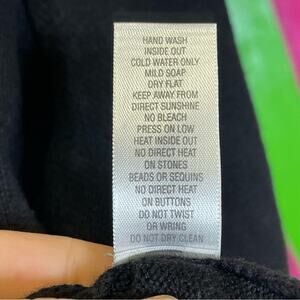 HAND WASH
INSIDE OUT
COLD WATER ONLY
MILD SOAP
DRY FLAT
KEEP AWAY FROM
DIRECT SUNSHINE
NO BLEACH
PRESS ON LOW
HEAT INSIDE OUT
NO DIRECT HEAT
ON STONES
BEADS OR SEQUINS
NO DIRECT HEAT
ON BUTTONS
DO NOT TWIST
OR WRING
DO NOT DRY CLEAN